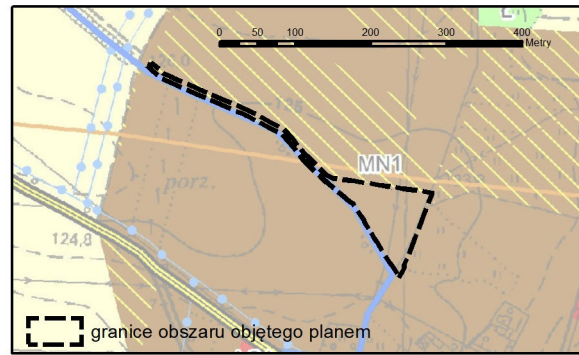 0 50 100 200 300 400
Metry
MN1
porz.
124,8
granice obszaru objętego planem